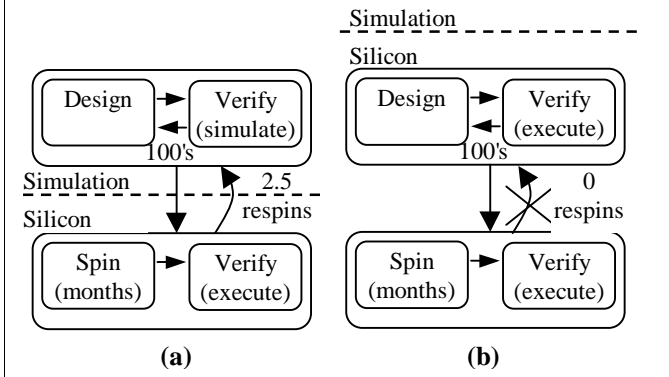 Design
Verify
(simulate)
100's
Simulation
2.5
respins
Silicon
Spin
(months)
Verify
(execute)
(a)
Simulation
Silicon
Design
Verify
(execute)
100's
0
respins
Spin
(months)
Verify
(execute)
(b)